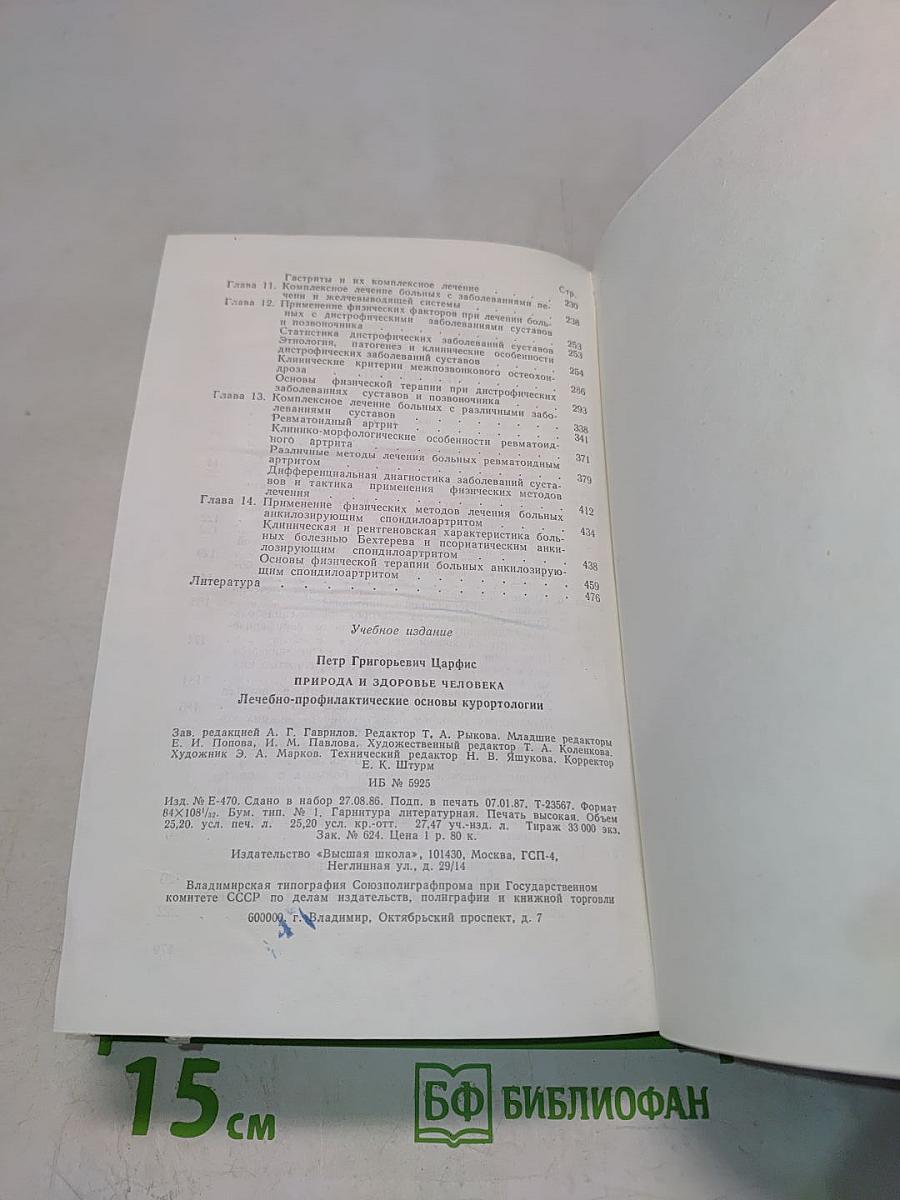 Стр.
Гастриты и их комплексное лечение . . . . 230
Глава 11. Комплексное лечение больных с заболеваниями пе-
чени и желчевыводящей системы . . . . . . 238
Глава 12. Применение физических факторов при лечении боль-
ных с дистрофическими заболеваниями суставов
и позвоночника . . . . . . . . . . 253
Статистика дистрофических заболеваний суставов 253
Этнология, патогенез и клинические особенности
дистрофических заболеваний суставов . . . . 254
Клинические критерии межпозвонкового остеохон-
дроза . . . . . . . . . . . . 286
Основы физической терапии при дистрофических
заболеваниях суставов и позвоночника . . . 293
Глава 13. Комплексное лечение больных с различными забо-
леваниями суставов . . . . . . . . 338
Ревматоидный артрит . . . . . . . . 341
Клинико-морфологические особенности ревматоид-
ного артрита . . . . . . . . . . 371
Различные методы лечения больных ревматоидным
артритом . . . . . . . . . . . 379
Дифференциальная диагностика заболеваний суста-
вов и тактика применения физических методов
лечения . . . . . . . . . . . 412
Глава 14. Применение физических методов лечения больных
анкилозирующим спондилоартритом . . . . 434
Клиническая и рентгеновская характеристика боль-
ных болезнью Бехтерева и псориатическим анки-
лозирующим спондилоартритом . . . . . 438
Основы физической терапии больных анкилозирую-
щим спондилоартритом . . . . . . . 459
Литература . . . . . . . . . . . . . . 476
Учебное издание
Петр Григорьевич Царфис
ПРИРОДА И ЗДОРОВЬЕ ЧЕЛОВЕКА
Лечебно-профилактические основы курортологии
Зав. редакцией А. Г. Гаврилов. Редактор Т. А. Рыкова. Младшие редакторы
Е. И. Попова, И. М. Павлова. Художественный редактор Т. А. Коленкова.
Художник Э. А. Марков. Технический редактор Н. В. Яшукова. Корректор
Е. К. Штурм
ИБ № 5925
Изд. № Е-470. Сдано в набор 27.08.86. Подп. в печать 07.01.87. Т-23567. Формат
84×108¹/₃₂. Бум. тип. № 1. Гарнитура литературная. Печать высокая. Объем
25,20. усл. печ. л. 25,20 усл. кр.-отт. 27,47 уч.-изд. л. Тираж 33 000 экз.
Зак. № 624. Цена 1 р. 80 к.
Издательство «Высшая школа», 101430, Москва, ГСП-4,
Неглинная ул., д. 29/14
Владимирская типография Союзполиграфпрома при Государственном
комитете СССР по делам издательств, полиграфии и книжной торговли
600000, г. Владимир, Октябрьский проспект, д. 7
15 см
БФ БИБЛИОФАН